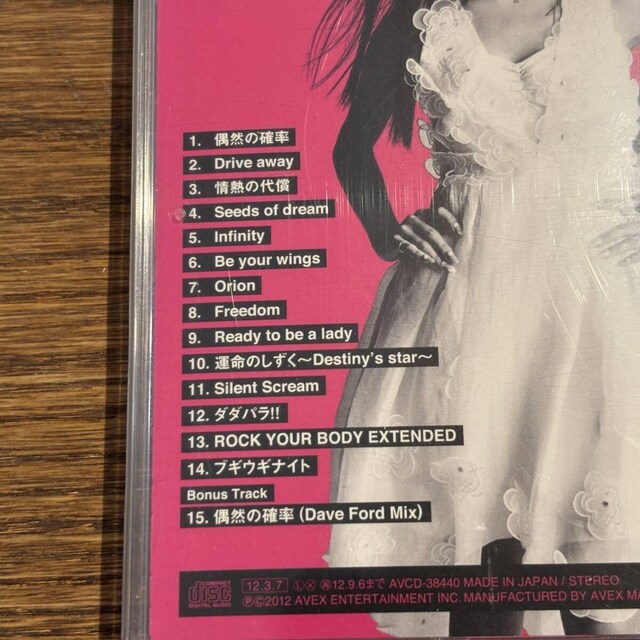 1. 偶然の確率
2. Drive away
3. 情熱の代償
4. Seeds of dream
5. Infinity
6. Be your wings
7. Orion
8. Freedom
9. Ready to be a lady
10. 運命のしずく〜Destiny's star〜
11. Silent Scream
12. ダダパラ!!
13. ROCK YOUR BODY EXTENDED
14. ブギウギナイト
Bonus Track
15. 偶然の確率 (Dave Ford Mix)
COMPACT disc DIGITAL AUDIO 12.3.7 Ⓛ Ⓧ 12.9.6まで AVCD-38440 MADE IN JAPAN / STEREO
ⓅⒸ2012 AVEX ENTERTAINMENT INC. MANUFACTURED BY AVEX MA